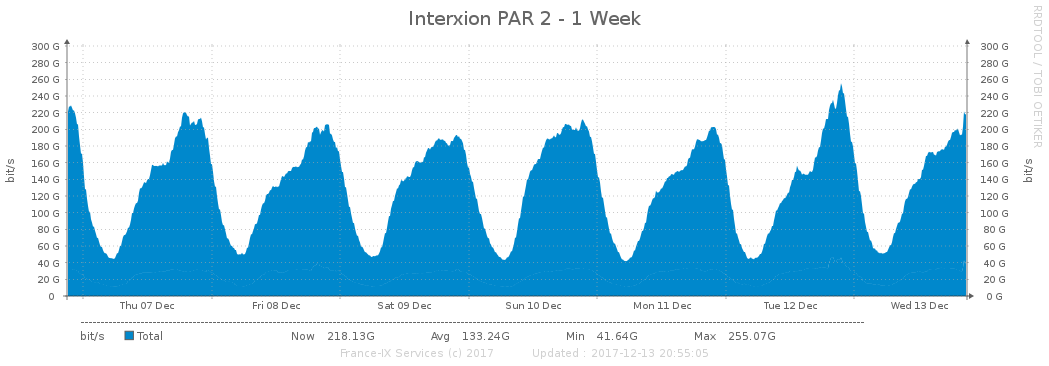 Interxion PAR 2 - 1 Week
RRDTOOL / TOBI OETIKER
bit/s
300 G 300 G
280 G 280 G
260 G 260 G
240 G 240 G
220 G 220 G
200 G 200 G
180 G 180 G
160 G 160 G
140 G 140 G
120 G 120 G
100 G 100 G
80 G 80 G
60 G 60 G
40 G 40 G
20 G 20 G
0 0 G
bit/s
Thu 07 Dec Fri 08 Dec Sat 09 Dec Sun 10 Dec Mon 11 Dec Tue 12 Dec Wed 13 Dec
bit/s Total Now 218.13G Avg 133.24G Min 41.64G Max 255.07G
France-IX Services (c) 2017 Updated : 2017-12-13 20:55:05